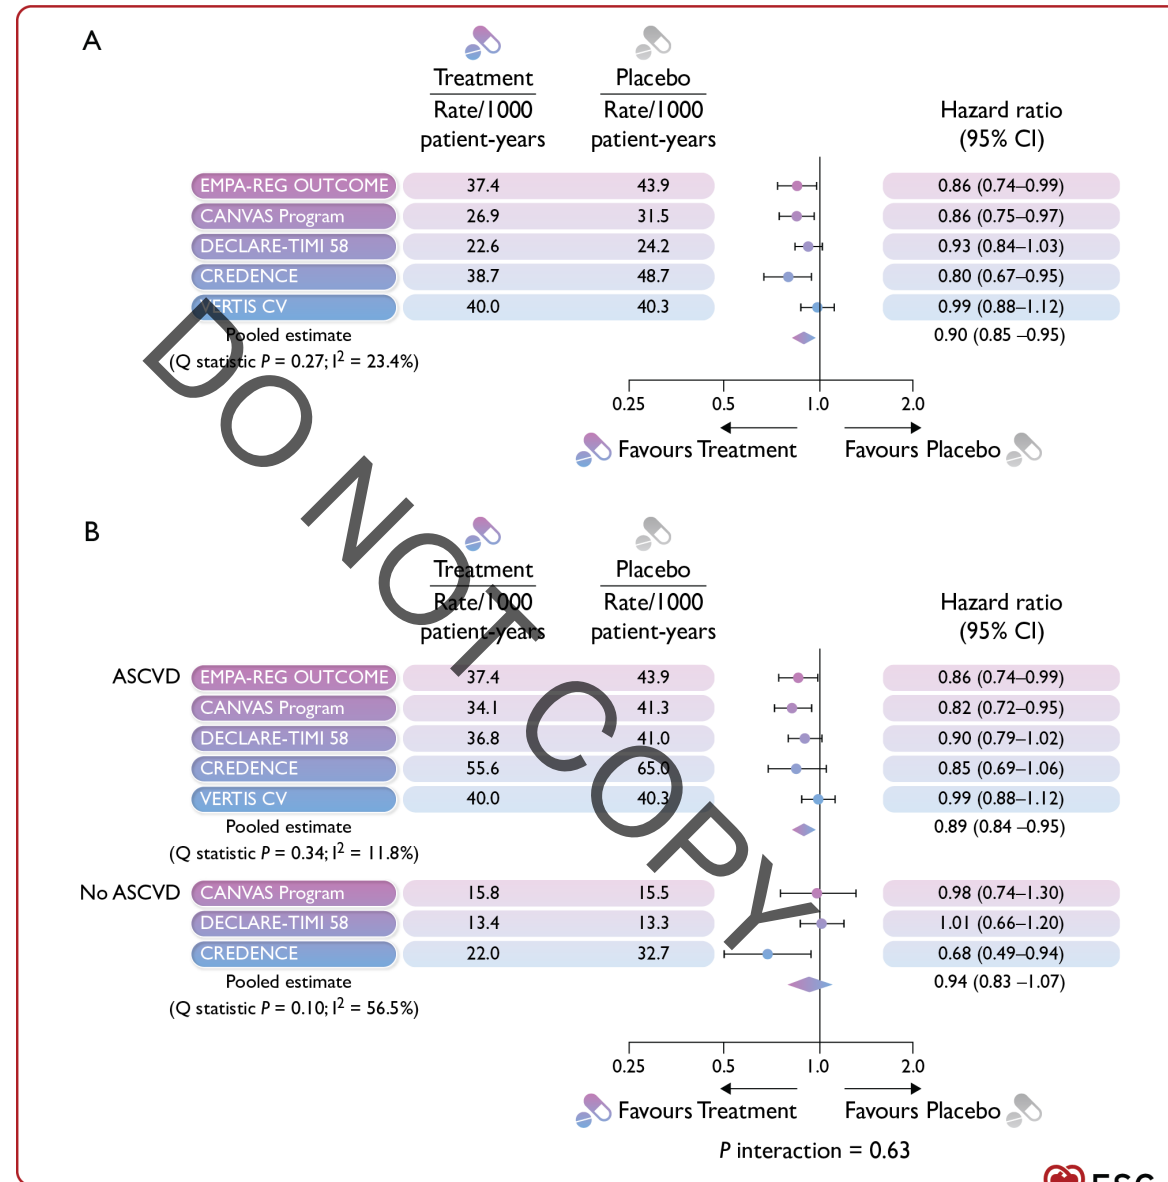 A
Treatment Placebo
Rate/1000 patient-years Rate/1000 patient-years Hazard ratio (95% CI)
EMPA-REG OUTCOME 37.4 43.9 0.86 (0.74–0.99)
CANVAS Program 26.9 31.5 0.86 (0.75–0.97)
DECLARE-TIMI 58 22.6 24.2 0.93 (0.84–1.03)
CREDENCE 38.7 48.7 0.80 (0.67–0.95)
VERTIS CV 40.0 40.3 0.99 (0.88–1.12)
Pooled estimate 0.90 (0.85 –0.95)
(Q statistic P = 0.27; I2 = 23.4%)
0.25 0.5 1.0 2.0
Favours Treatment Favours Placebo
DO NOT COPY
B
Treatment Placebo
Rate/1000 patient-years Rate/1000 patient-years Hazard ratio (95% CI)
ASCVD EMPA-REG OUTCOME 37.4 43.9 0.86 (0.74–0.99)
CANVAS Program 34.1 41.3 0.82 (0.72–0.95)
DECLARE-TIMI 58 36.8 41.0 0.90 (0.79–1.02)
CREDENCE 55.6 65.0 0.85 (0.69–1.06)
VERTIS CV 40.0 40.3 0.99 (0.88–1.12)
Pooled estimate 0.89 (0.84 –0.95)
(Q statistic P = 0.34; I2 = 11.8%)
No ASCVD CANVAS Program 15.8 15.5 0.98 (0.74–1.30)
DECLARE-TIMI 58 13.4 13.3 1.01 (0.66–1.20)
CREDENCE 22.0 32.7 0.68 (0.49–0.94)
Pooled estimate 0.94 (0.83 –1.07)
(Q statistic P = 0.10; I2 = 56.5%)
0.25 0.5 1.0 2.0
Favours Treatment Favours Placebo
P interaction = 0.63
ESC